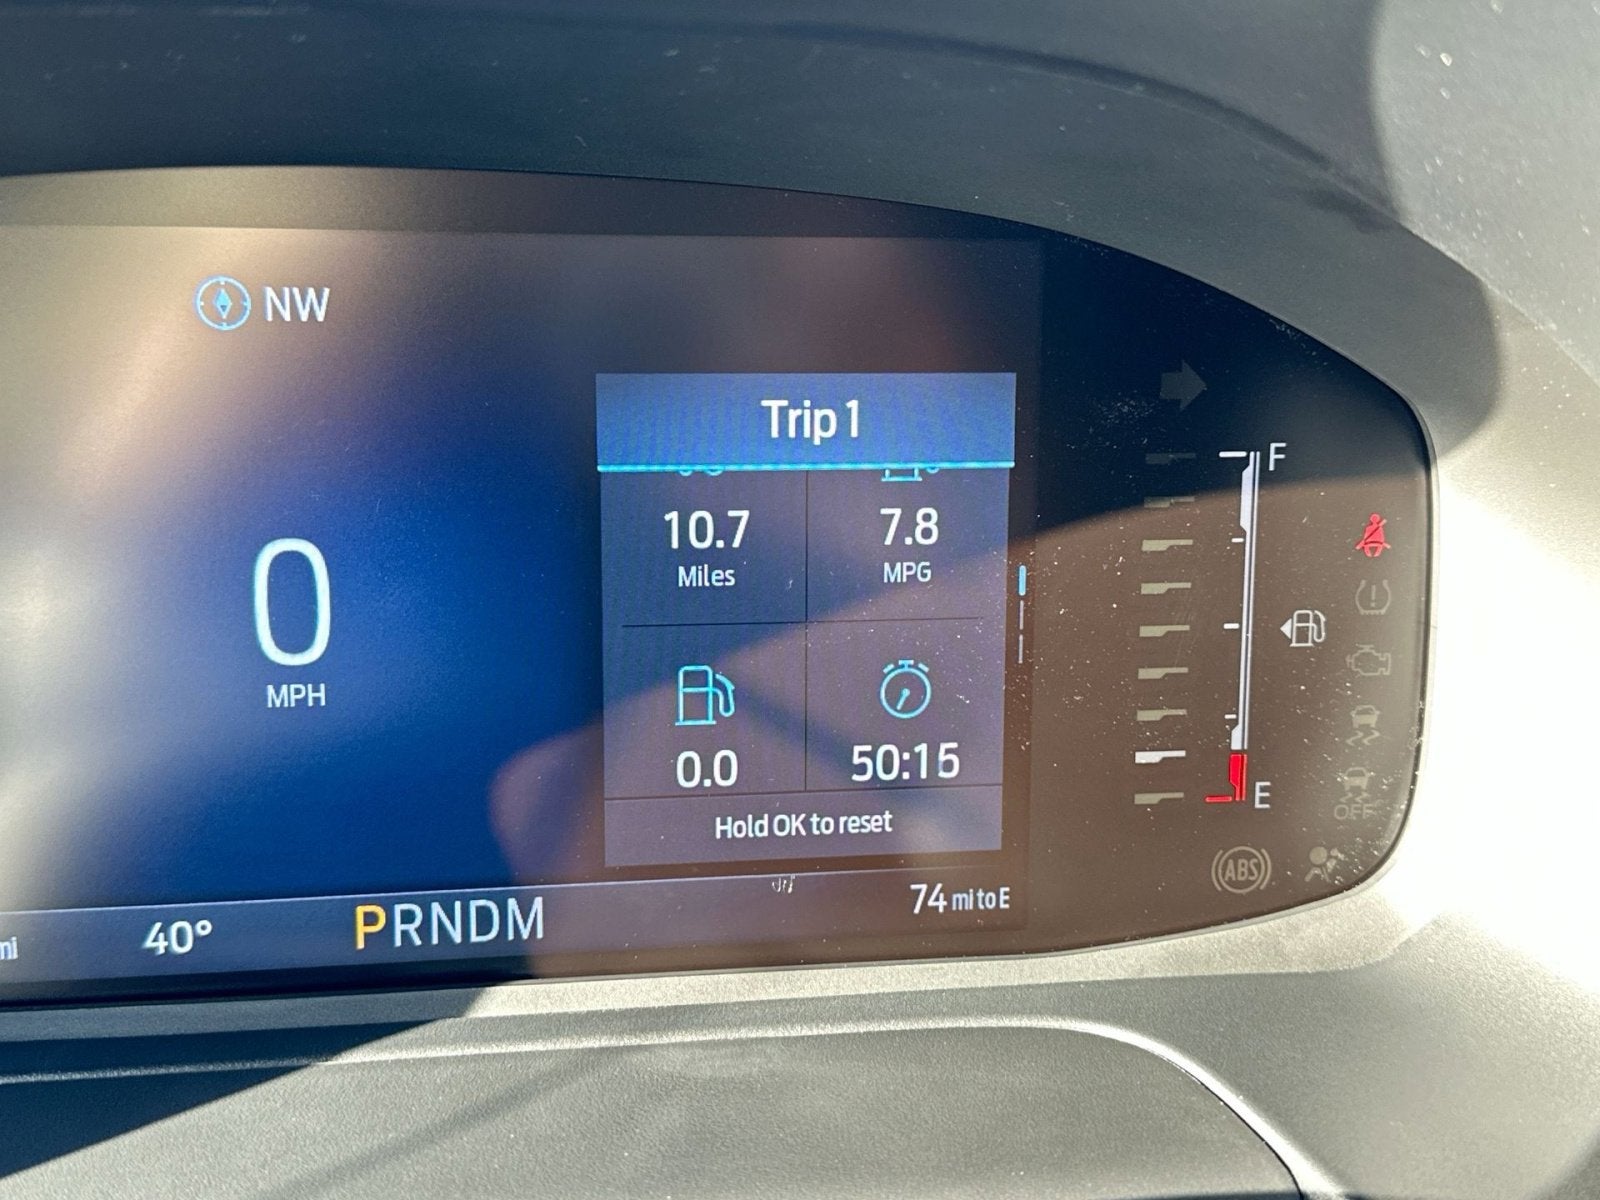 NW
Trip 1
10.7
Miles
7.8
MPG
0
MPH
0.0
50:15
Hold OK to reset
mi
40°
PRNDM
74 mi to E
F
E
OFF
ABS